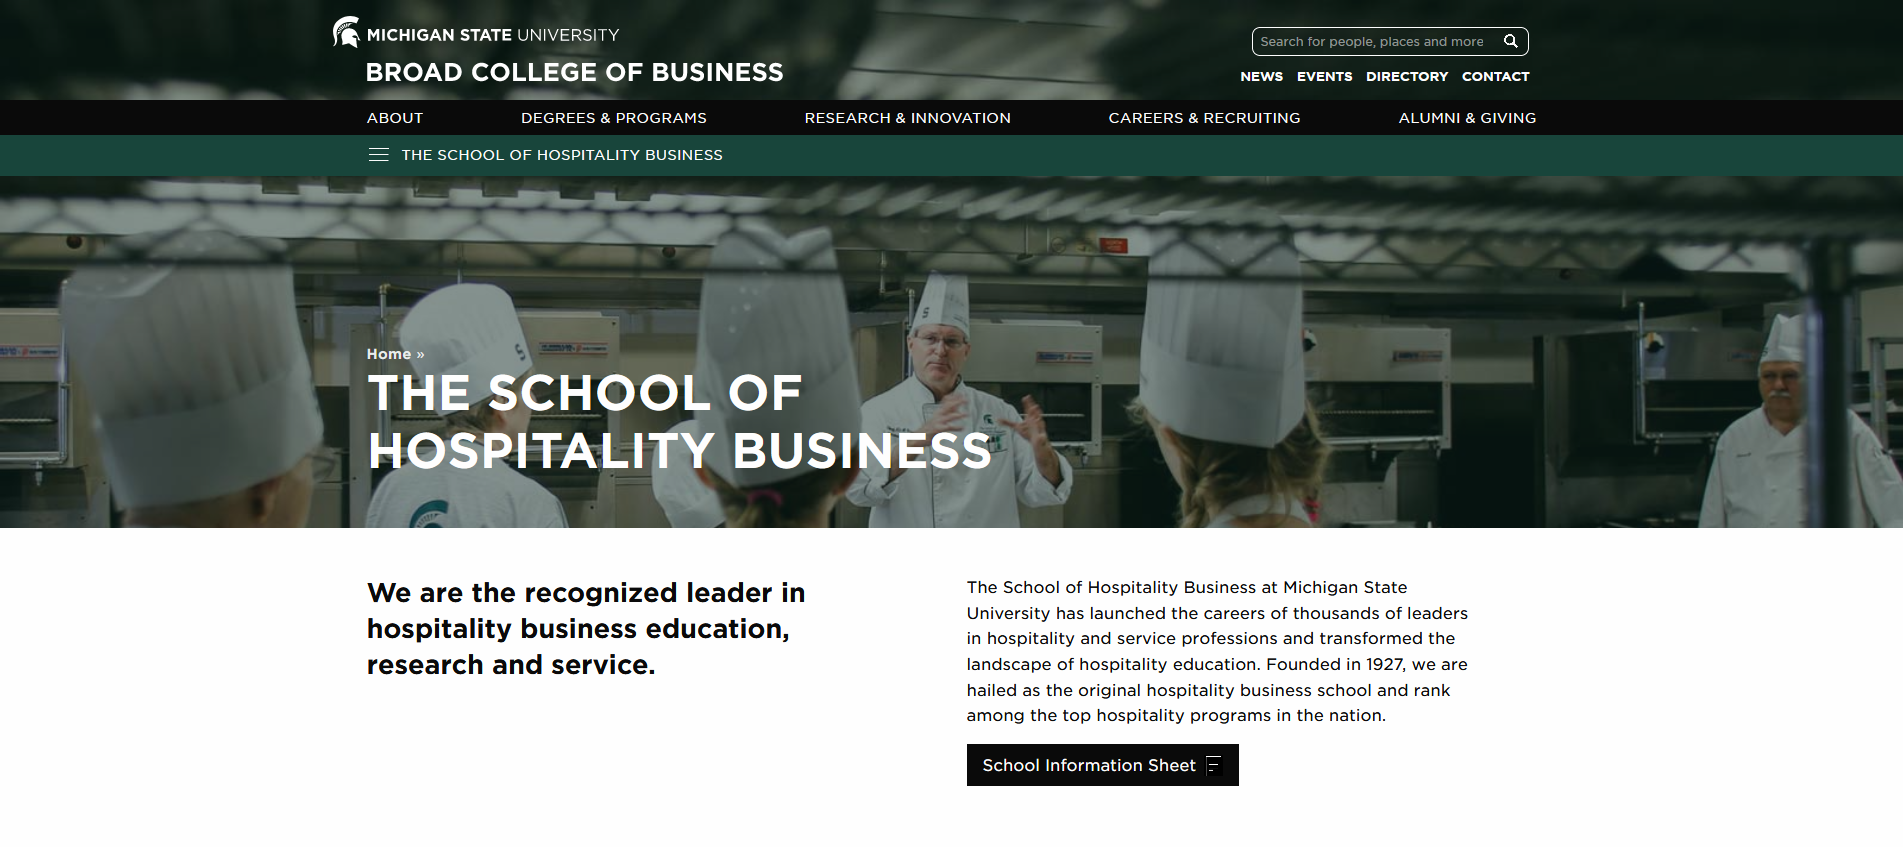 MICHIGAN STATE UNIVERSITY
BROAD COLLEGE OF BUSINESS
Search for people, places and more
NEWS EVENTS DIRECTORY CONTACT
ABOUT DEGREES & PROGRAMS RESEARCH & INNOVATION CAREERS & RECRUITING ALUMNI & GIVING
THE SCHOOL OF HOSPITALITY BUSINESS
Home »
THE SCHOOL OF
HOSPITALITY BUSINESS
We are the recognized leader in
hospitality business education,
research and service.
The School of Hospitality Business at Michigan State
University has launched the careers of thousands of leaders
in hospitality and service professions and transformed the
landscape of hospitality education. Founded in 1927, we are
hailed as the original hospitality business school and rank
among the top hospitality programs in the nation.
School Information Sheet